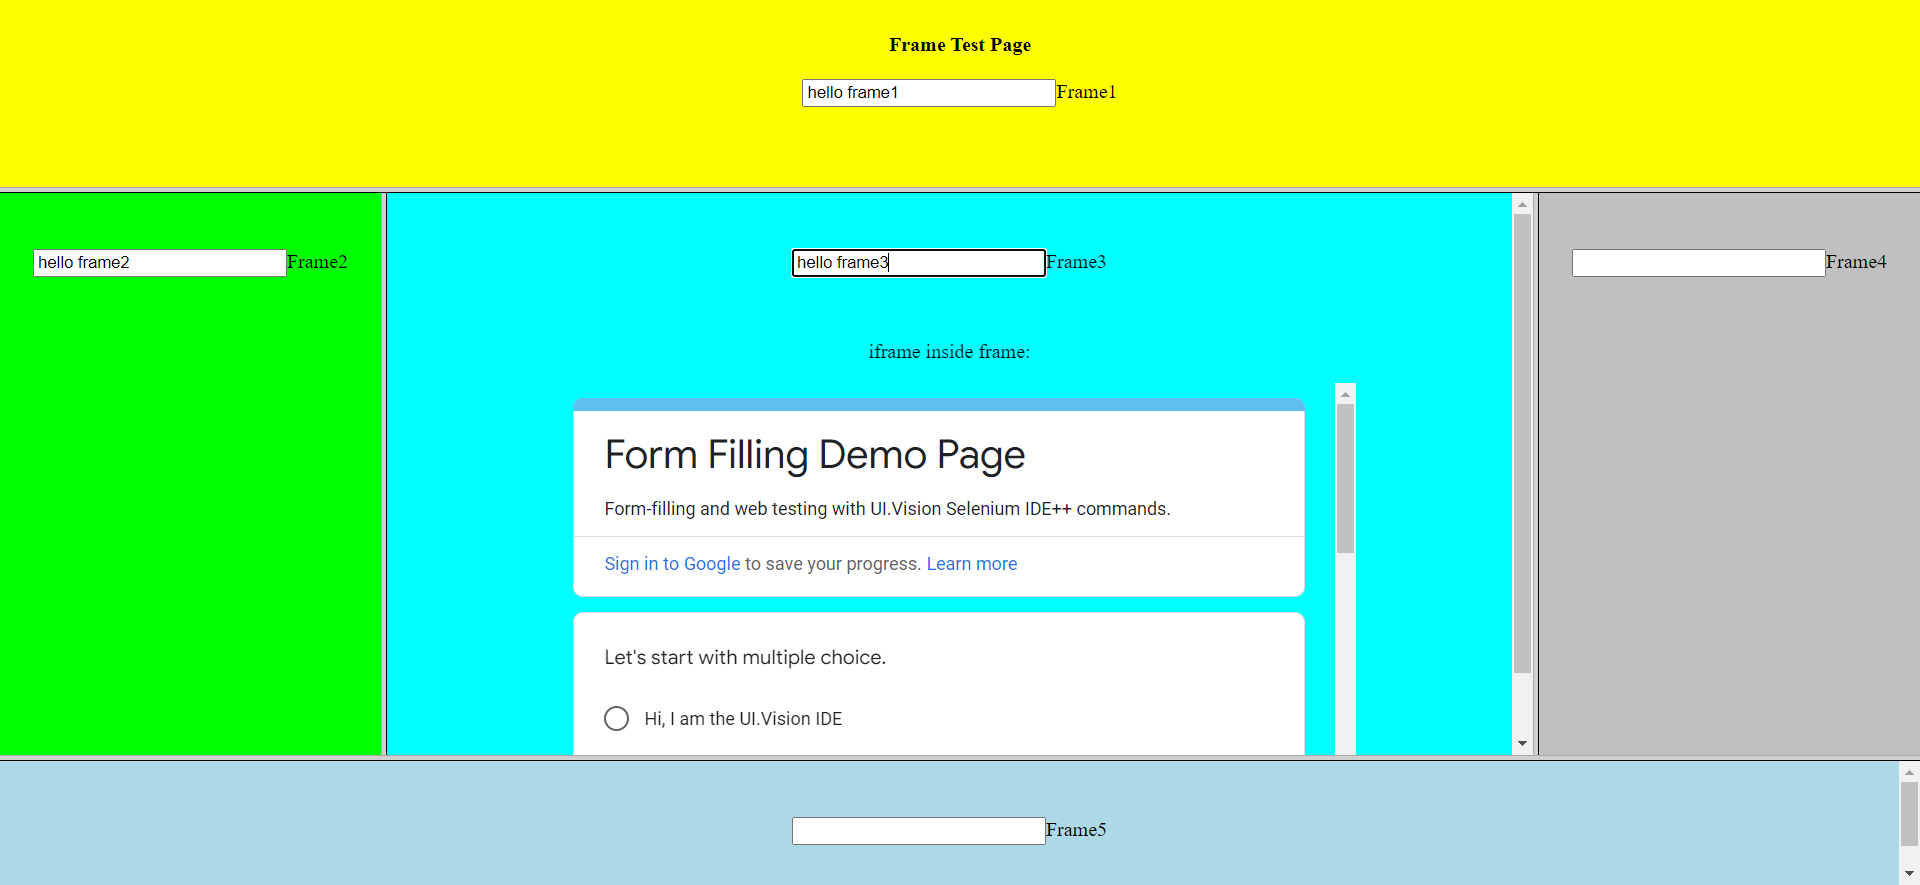 Frame Test Page
hello frame1 Frame1
hello frame2 Frame2
hello frame3 Frame3
Frame4
iframe inside frame:
Form Filling Demo Page
Form-filling and web testing with UI.Vision Selenium IDE++ commands.
Sign in to Google to save your progress. Learn more
Let's start with multiple choice.
Hi, I am the UI.Vision IDE
Frame5